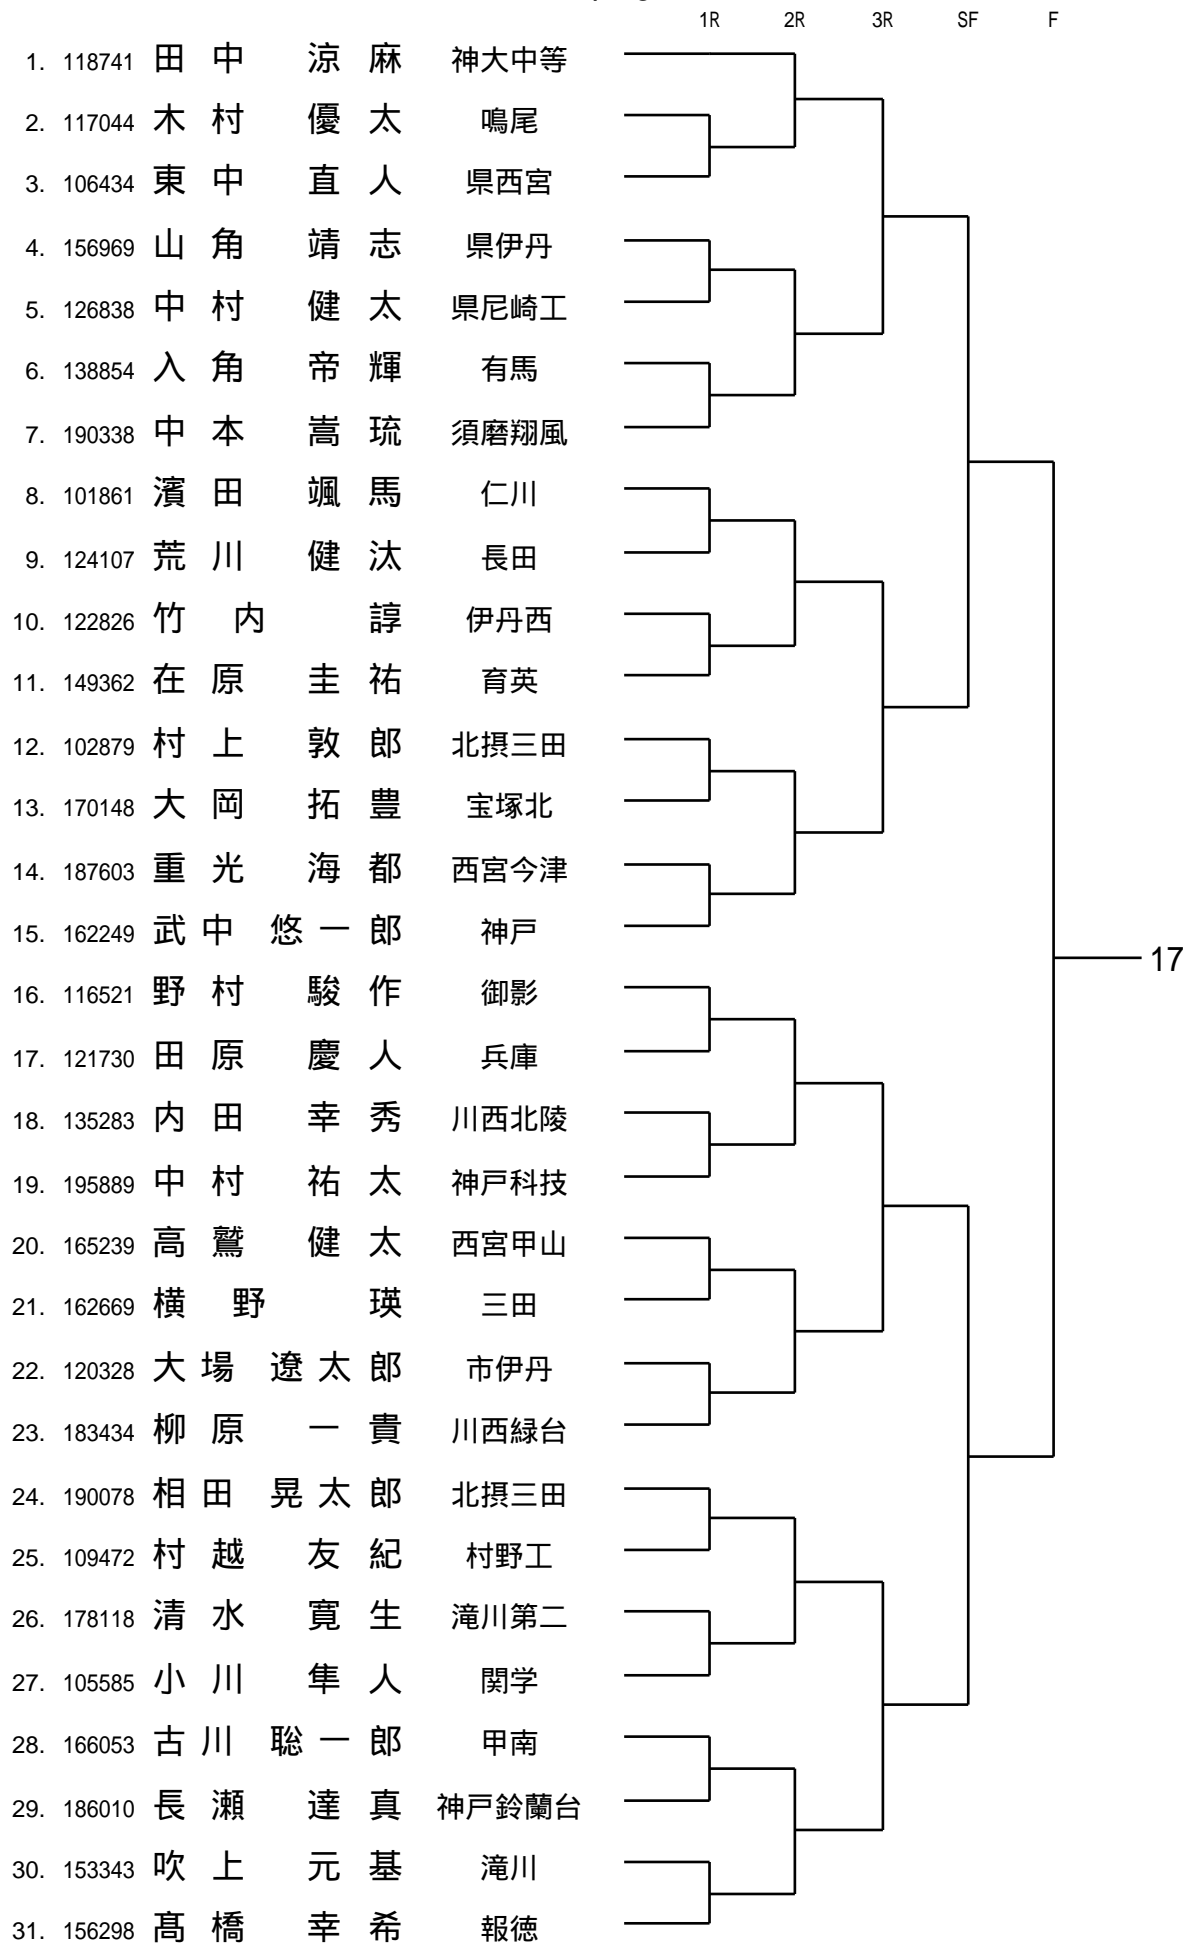 1R 2R 3R SF F
1. 118741 田中 涼麻 神大中等
2. 117044 木村 優太 鳴尾
3. 106434 東中 直人 県西宮
4. 156969 山角 靖志 県伊丹
5. 126838 中村 健太 県尼崎工
6. 138854 入角 帝輝 有馬
7. 190338 中本 嵩琉 須磨翔風
8. 101861 濱田 颯馬 仁川
9. 124107 荒川 健汰 長田
10. 122826 竹内 諄 伊丹西
11. 149362 在原 圭祐 育英
12. 102879 村上 敦郎 北摂三田
13. 170148 大岡 拓豊 宝塚北
14. 187603 重光 海都 西宮今津
15. 162249 武中 悠一郎 神戸
17
16. 116521 野村 駿作 御影
17. 121730 田原 慶人 兵庫
18. 135283 内田 幸秀 川西北陵
19. 195889 中村 祐太 神戸科技
20. 165239 高鷲 健太 西宮甲山
21. 162669 横野 瑛 三田
22. 120328 大場 遼太郎 市伊丹
23. 183434 柳原 一貴 川西緑台
24. 190078 相田 晃太郎 北摂三田
25. 109472 村越 友紀 村野工
26. 178118 清水 寛生 滝川第二
27. 105585 小川 隼人 関学
28. 166053 古川 聡一郎 甲南
29. 186010 長瀬 達真 神戸鈴蘭台
30. 153343 吹上 元基 滝川
31. 156298 髙橋 幸希 報徳